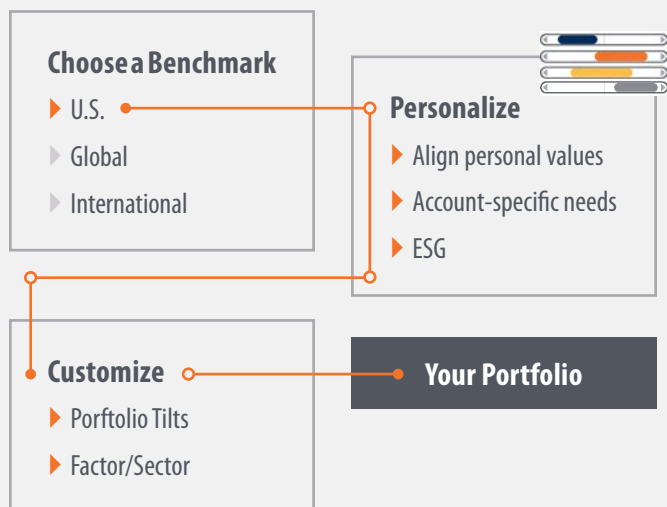 Choose a Benchmark
U.S.
Global
International
Personalize
Align personal values
Account-specific needs
ESG
Customize
Porftolio Tilts
Factor/Sector
Your Portfolio